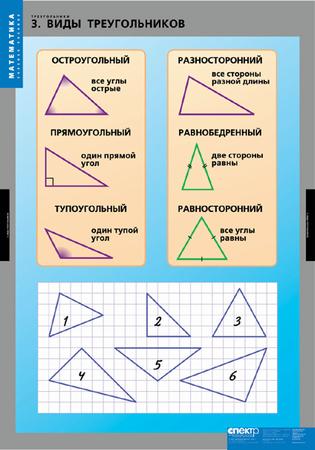 МАТЕМАТИКА
ТРЕУГОЛЬНИКИ
3. ВИДЫ ТРЕУГОЛЬНИКОВ
ОСТРОУГОЛЬНЫЙ
все углы
острые
ПРЯМОУГОЛЬНЫЙ
один прямой
угол
ТУПОУГОЛЬНЫЙ
один тупой
угол
РАЗНОСТОРОННИЙ
все стороны
разной длины
РАВНОБЕДРЕННЫЙ
две стороны
равны
РАВНОСТОРОННИЙ
все углы
равны
1
2
3
4
5
6
спектр